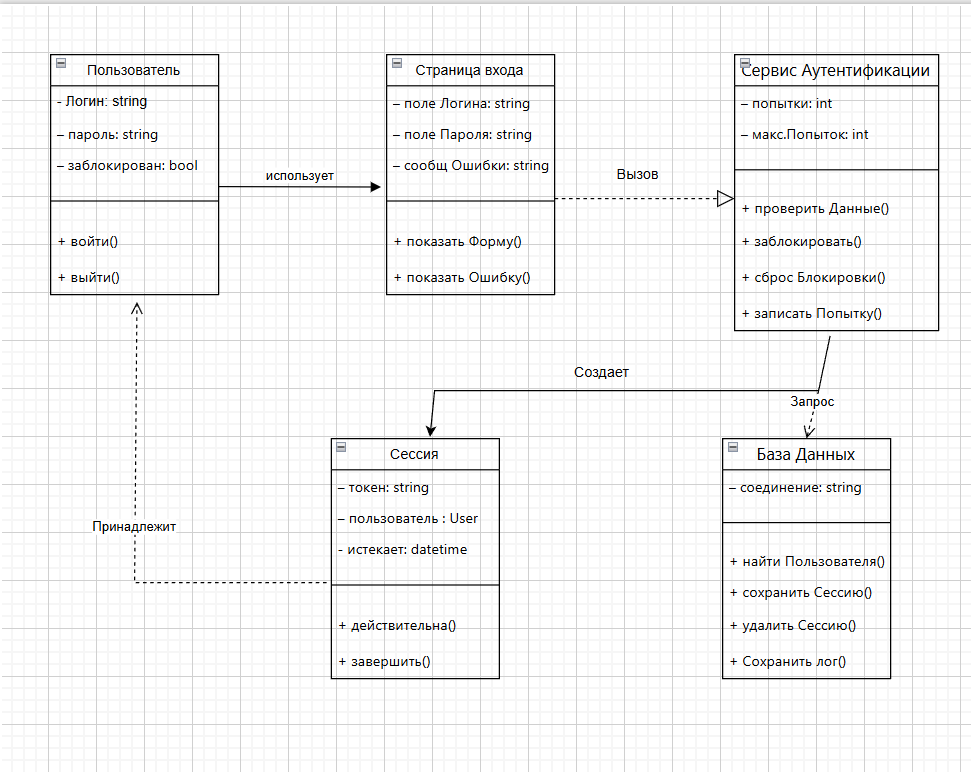 Пользователь
- Логин: string
– пароль: string
– заблокирован: bool
+ войти()
+ выйти()
использует
Страница входа
– поле Логина: string
– поле Пароля: string
– сообщ Ошибки: string
+ показать Форму()
+ показать Ошибку()
Вызов
Сервис Аутентификации
– попытки: int
– макс.Попыток: int
+ проверить Данные()
+ заблокировать()
+ сброс Блокировки()
+ записать Попытку()
Создает
Запрос
Принадлежит
Сессия
– токен: string
– пользователь : User
- истекает: datetime
+ действительна()
+ завершить()
База Данных
– соединение: string
+ найти Пользователя()
+ сохранить Сессию()
+ удалить Сессию()
+ Сохранить лог()